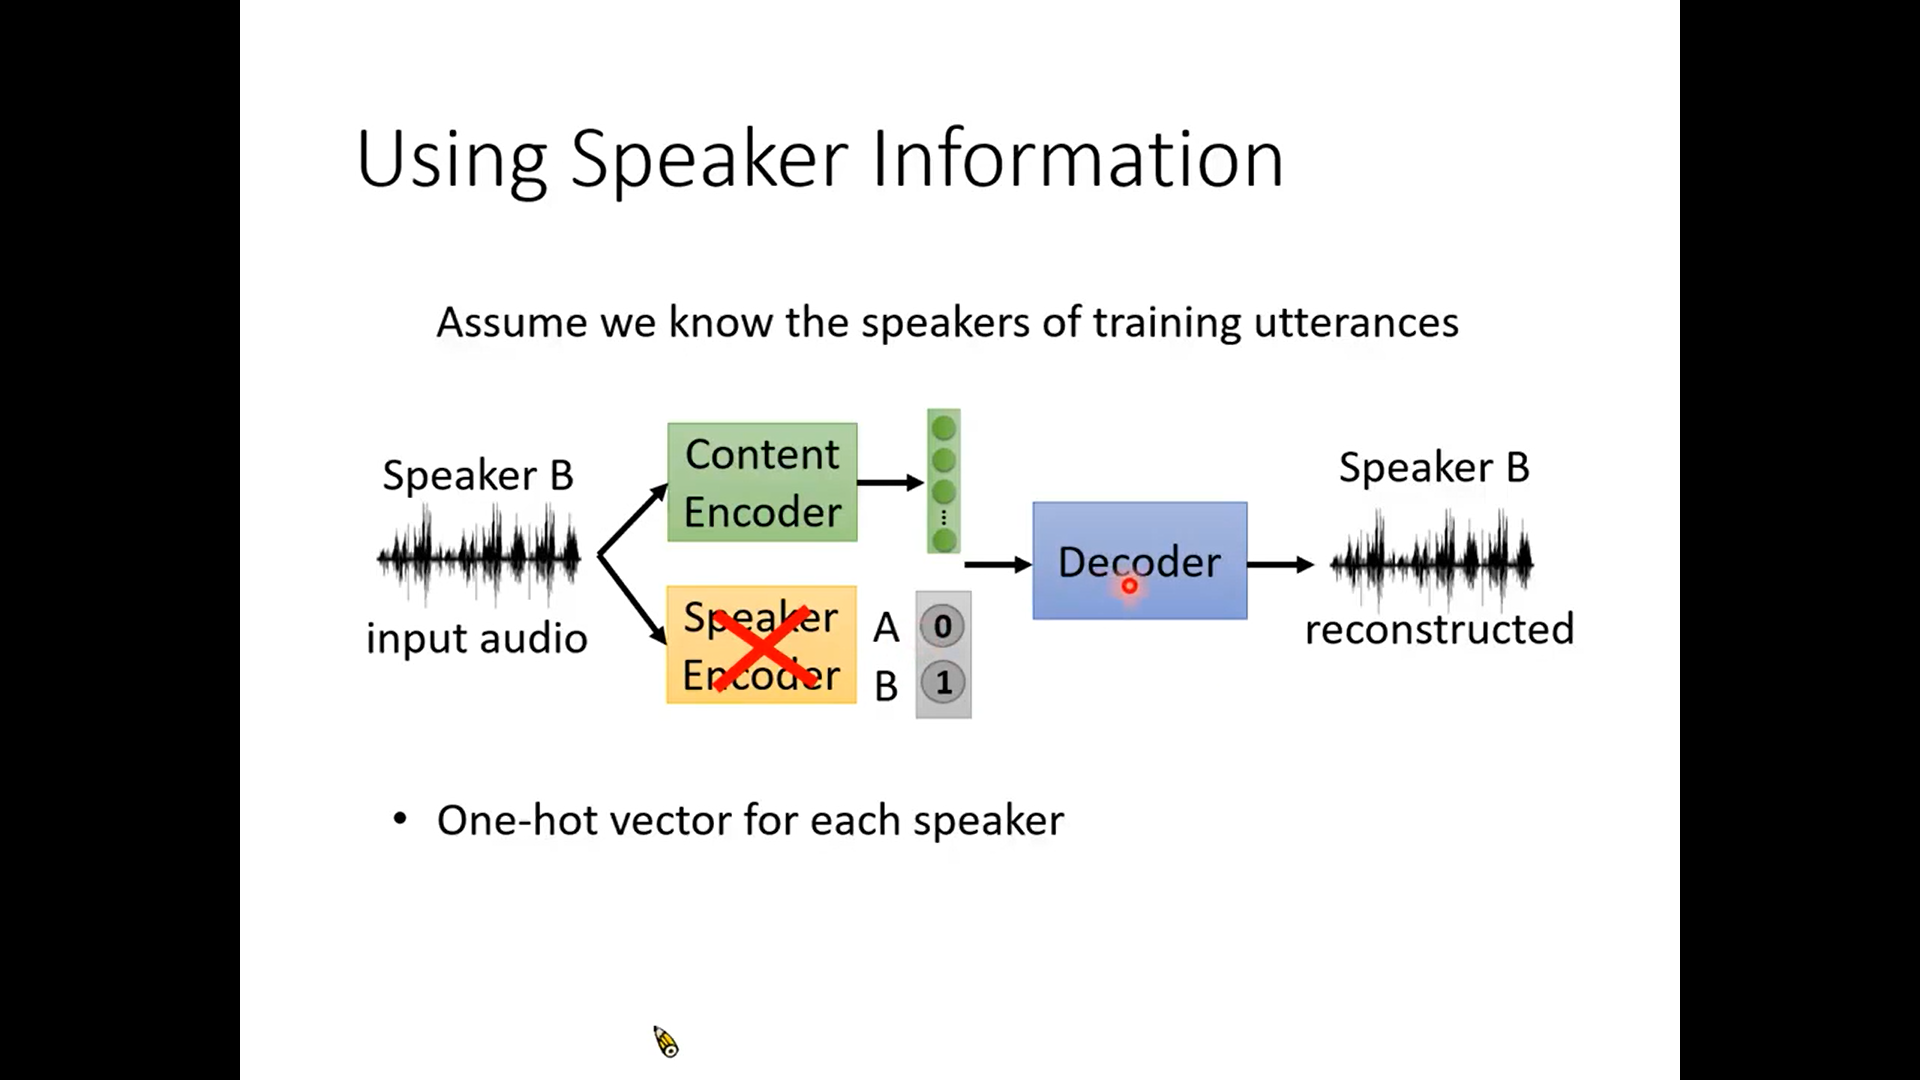 Using Speaker Information
Assume we know the speakers of training utterances
Speaker B
input audio
Content
Encoder
Speaker
Encoder
A 0
B 1
Decoder
Speaker B
reconstructed
• One-hot vector for each speaker